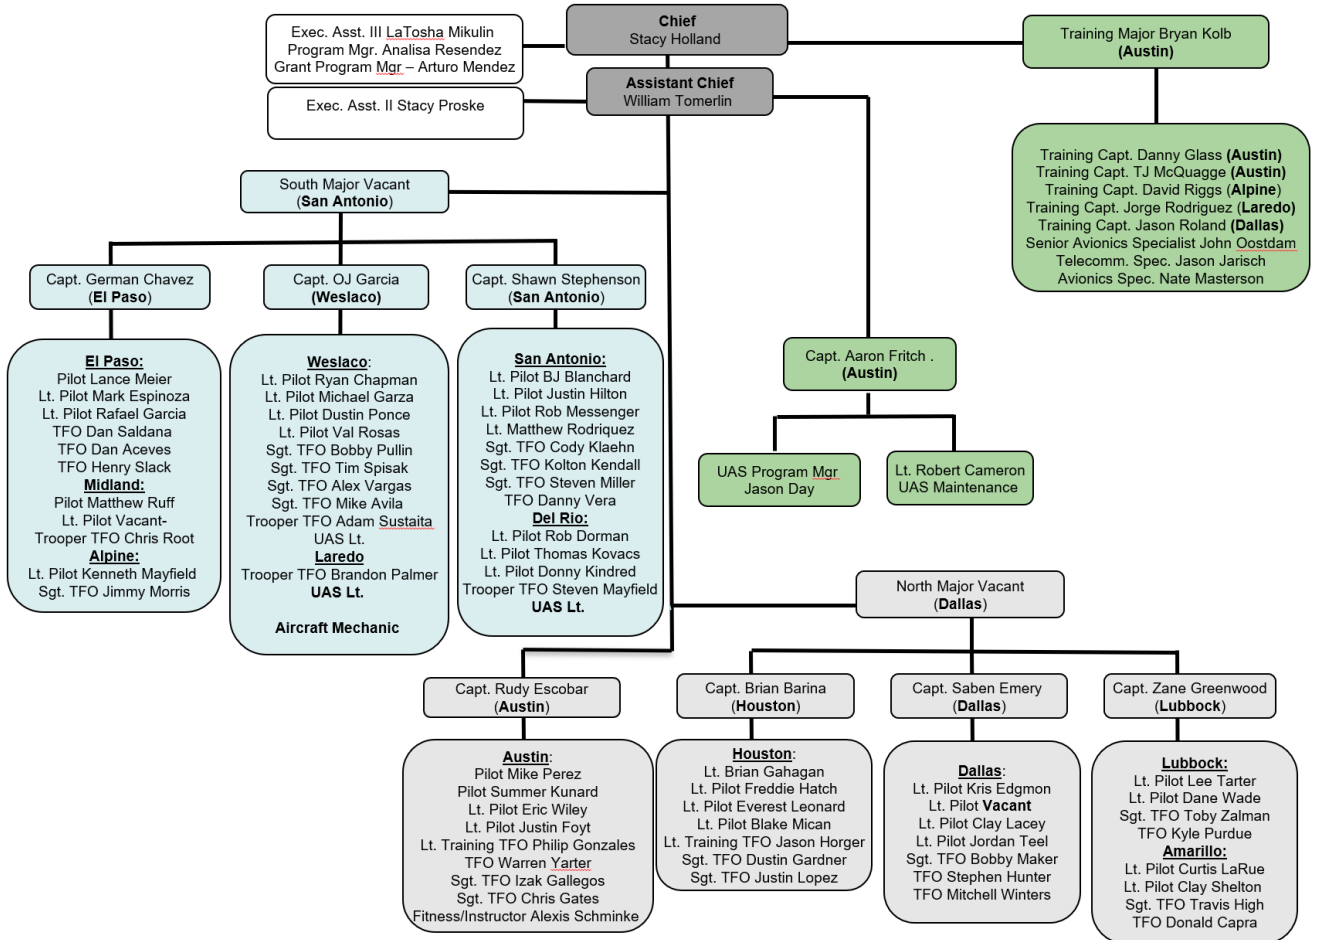 Exec. Asst. III LaTosha Mikulin
Program Mgr. Analisa Resendez
Grant Program Mgr – Arturo Mendez
Chief
Stacy Holland
Training Major Bryan Kolb
(Austin)
Exec. Asst. II Stacy Proske
Assistant Chief
William Tomerlin
Training Capt. Danny Glass (Austin)
Training Capt. TJ McQuagge (Austin)
Training Capt. David Riggs (Alpine)
Training Capt. Jorge Rodriguez (Laredo)
Training Capt. Jason Roland (Dallas)
Senior Avionics Specialist John Oostdam
Telecomm. Spec. Jason Jarisch
Avionics Spec. Nate Masterson
South Major Vacant
(San Antonio)
Capt. German Chavez
(El Paso)
Capt. OJ Garcia
(Weslaco)
Capt. Shawn Stephenson
(San Antonio)
El Paso:
Pilot Lance Meier
Lt. Pilot Mark Espinoza
Lt. Pilot Rafael Garcia
TFO Dan Saldana
TFO Dan Aceves
TFO Henry Slack
Midland:
Pilot Matthew Ruff
Lt. Pilot Vacant-
Trooper TFO Chris Root
Alpine:
Lt. Pilot Kenneth Mayfield
Sgt. TFO Jimmy Morris
Weslaco:
Lt. Pilot Ryan Chapman
Lt. Pilot Michael Garza
Lt. Pilot Dustin Ponce
Lt. Pilot Val Rosas
Sgt. TFO Bobby Pullin
Sgt. TFO Tim Spisak
Sgt. TFO Alex Vargas
Sgt. TFO Mike Avila
Trooper TFO Adam Sustaita
UAS Lt.
Laredo
Trooper TFO Brandon Palmer
UAS Lt.
Aircraft Mechanic
San Antonio:
Lt. Pilot BJ Blanchard
Lt. Pilot Justin Hilton
Lt. Pilot Rob Messenger
Lt. Matthew Rodriquez
Sgt. TFO Cody Klaehn
Sgt. TFO Kolton Kendall
Sgt. TFO Steven Miller
TFO Danny Vera
Del Rio:
Lt. Pilot Rob Dorman
Lt. Pilot Thomas Kovacs
Lt. Pilot Donny Kindred
Trooper TFO Steven Mayfield
UAS Lt.
Capt. Aaron Fritch .
(Austin)
UAS Program Mgr
Jason Day
Lt. Robert Cameron
UAS Maintenance
North Major Vacant
(Dallas)
Capt. Rudy Escobar
(Austin)
Capt. Brian Barina
(Houston)
Capt. Saben Emery
(Dallas)
Capt. Zane Greenwood
(Lubbock)
Austin:
Pilot Mike Perez
Pilot Summer Kunard
Lt. Pilot Eric Wiley
Lt. Pilot Justin Foyt
Lt. Training TFO Philip Gonzales
TFO Warren Yarter
Sgt. TFO Izak Gallegos
Sgt. TFO Chris Gates
Fitness/Instructor Alexis Schminke
Houston:
Lt. Brian Gahagan
Lt. Pilot Freddie Hatch
Lt. Pilot Everest Leonard
Lt. Pilot Blake Mican
Lt. Training TFO Jason Horger
Sgt. TFO Dustin Gardner
Sgt. TFO Justin Lopez
Dallas:
Lt. Pilot Kris Edgmon
Lt. Pilot Vacant
Lt. Pilot Clay Lacey
Lt. Pilot Jordan Teel
Sgt. TFO Bobby Maker
TFO Stephen Hunter
TFO Mitchell Winters
Lubbock:
Lt. Pilot Lee Tarter
Lt. Pilot Dane Wade
Sgt. TFO Toby Zalman
TFO Kyle Purdue
Amarillo:
Lt. Pilot Curtis LaRue
Lt. Pilot Clay Shelton
Sgt. TFO Travis High
TFO Donald Capra